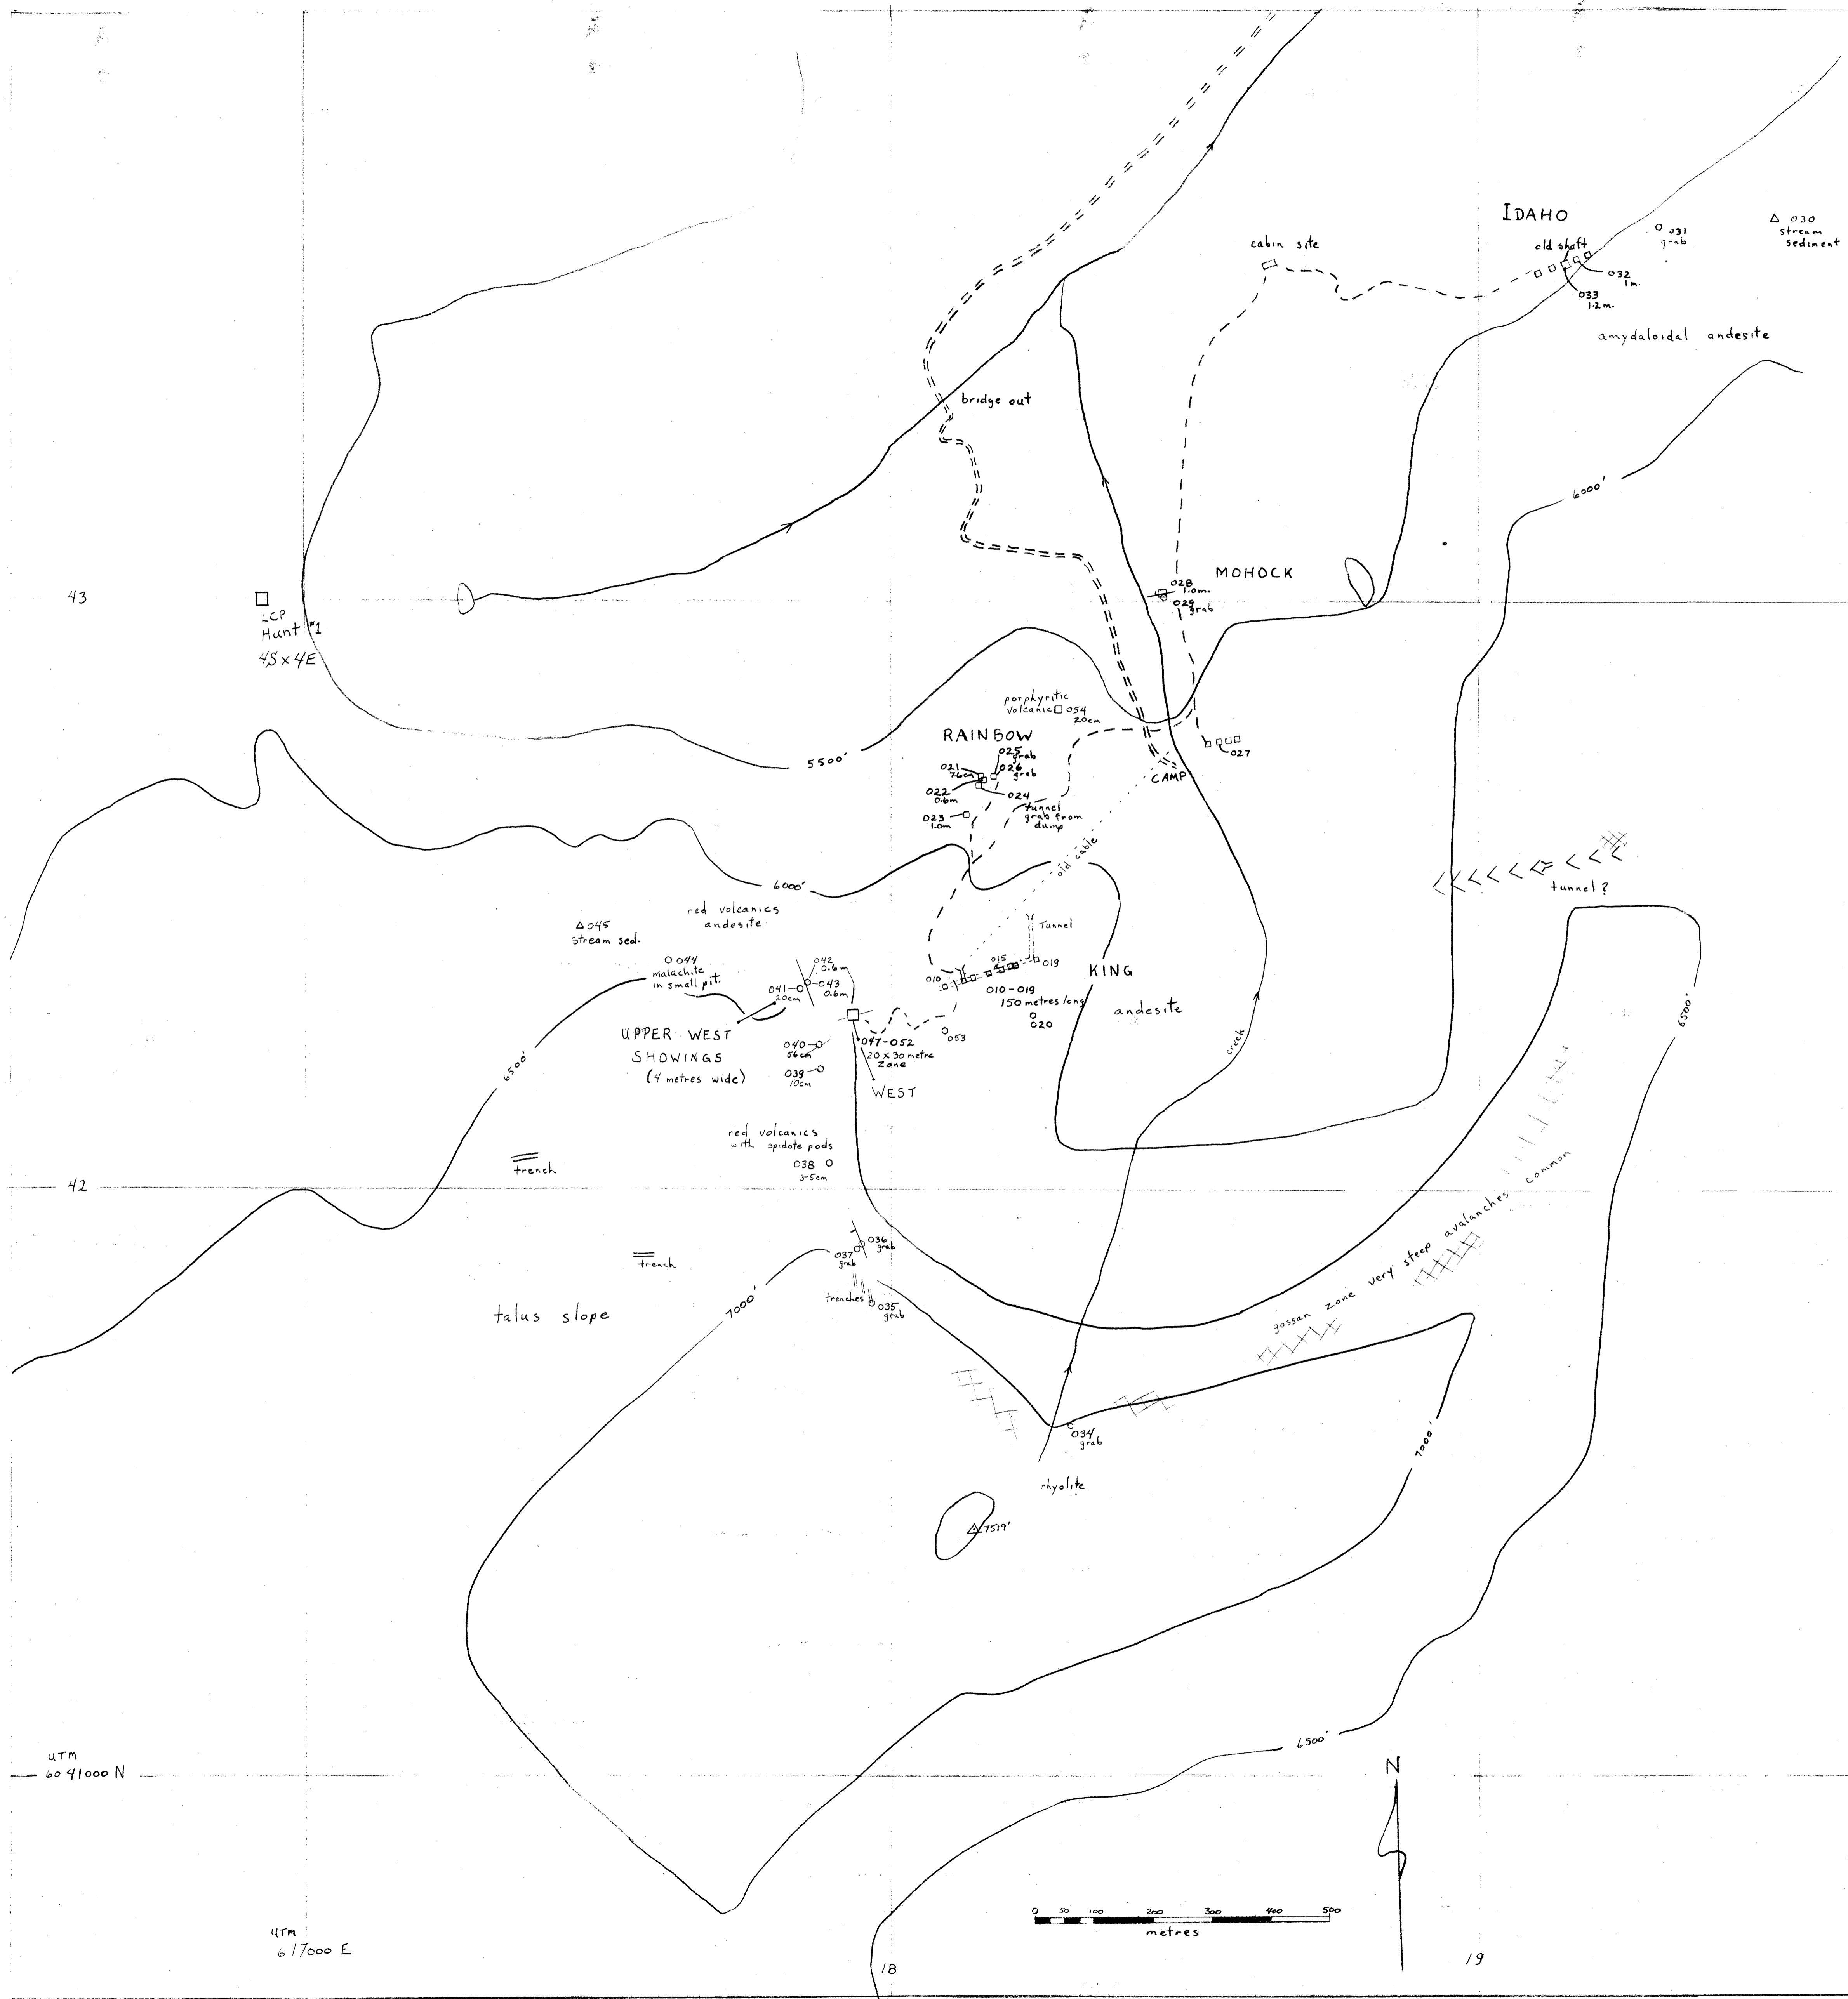 IDAHO
old shaft
031
grab
030
stream
sediment
032
1m.
033
1.2 m.
amydaloidal andesite
cabin site
bridge out
6000'
43
LCP
Hunt #1
4S x 4E
MOHOCK
028
1.0m.
029
grab
porphyritic
volcanic 054
20cm
RAINBOW
025
grab
026
grab
021
76cm
022
0.6m
024
tunnel
grab from
dump
023
1.0m
027
CAMP
5500'
old cable
6000'
tunnel?
red volcanics
andesite
045
stream sed.
044
malachite
in small pit.
042
0.6m
043
0.6m
041
20cm
Tunnel
010
015
019
KING
010-019
150 metres long
020
andesite
UPPER WEST
SHOWINGS
(4 metres wide)
040
56cm
039
10cm
047-052
20 x 30 metre
zone
053
WEST
creek
6500'
6500'
red volcanics
with epidote pods
038
3-5cm
trench
42
036
grab
037
grab
trench
trenches
035
grab
talus slope
7000'
gossan zone very steep avalanches common
034
grab
7000'
rhyolite
7519'
6500'
UTM
6041000 N
N
0 50 100 200 300 400 500
metres
UTM
617000 E
18
19